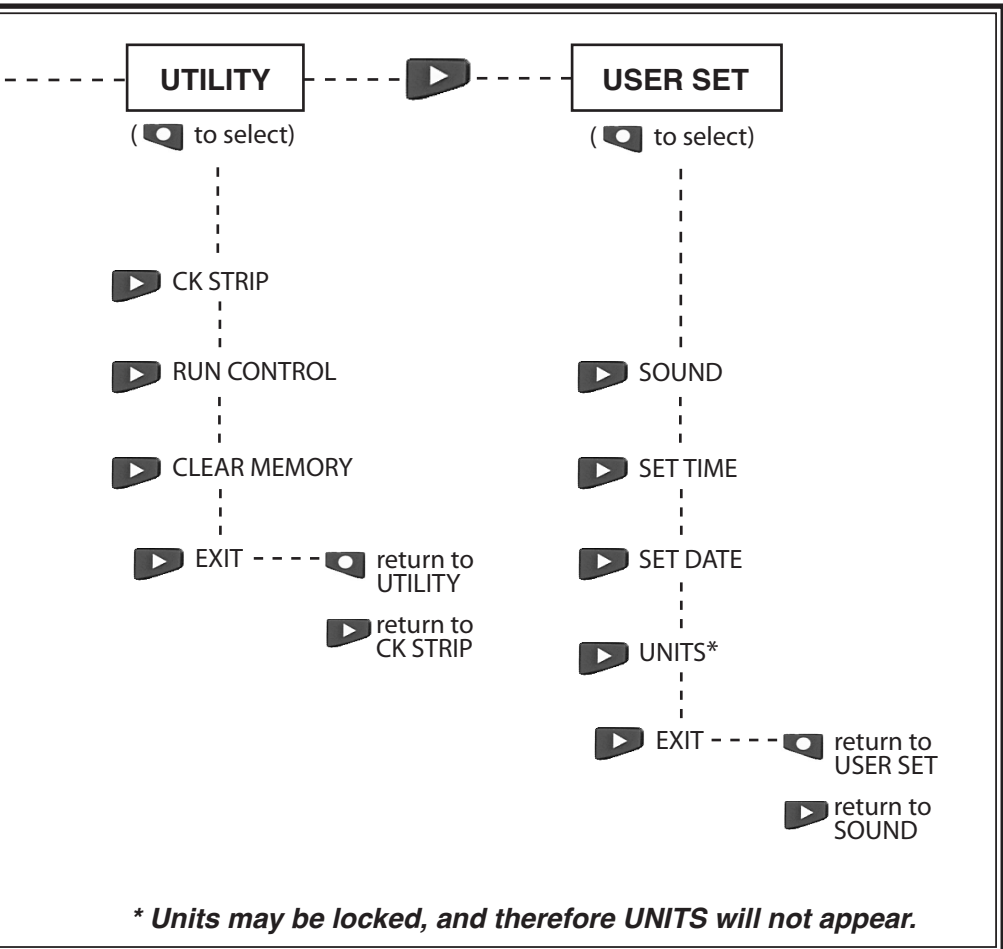 UTILITY
( to select)
CK STRIP
RUN CONTROL
CLEAR MEMORY
EXIT
return to
UTILITY
return to
CK STRIP
USER SET
( to select)
SOUND
SET TIME
SET DATE
UNITS*
EXIT
return to
USER SET
return to
SOUND
* Units may be locked, and therefore UNITS will not appear.